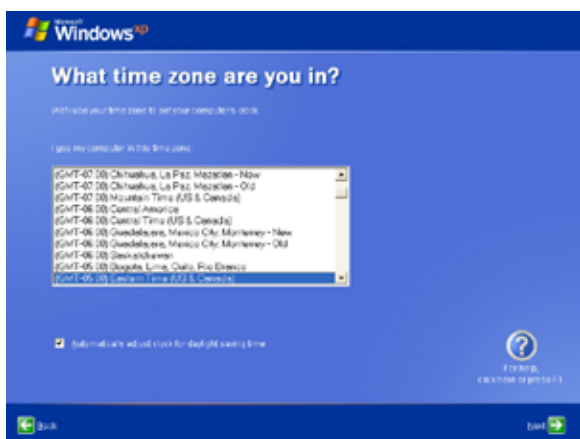 Microsoft
Windows xp
What time zone are you in?
We'll use your time zone to set your computer's clock.
I use my computer in this time zone:
(GMT-07:00) Chihuahua, La Paz, Mazatlan - New
(GMT-07:00) Chihuahua, La Paz, Mazatlan - Old
(GMT-07:00) Mountain Time (US & Canada)
(GMT-06:00) Central America
(GMT-06:00) Central Time (US & Canada)
(GMT-06:00) Guadalajara, Mexico City, Monterrey - New
(GMT-06:00) Guadalajara, Mexico City, Monterrey - Old
(GMT-06:00) Saskatchewan
(GMT-05:00) Bogota, Lima, Quito, Rio Branco
(GMT-05:00) Eastern Time (US & Canada)
Automatically adjust clock for daylight saving time
For help,
click here or press F1.
Back
Next